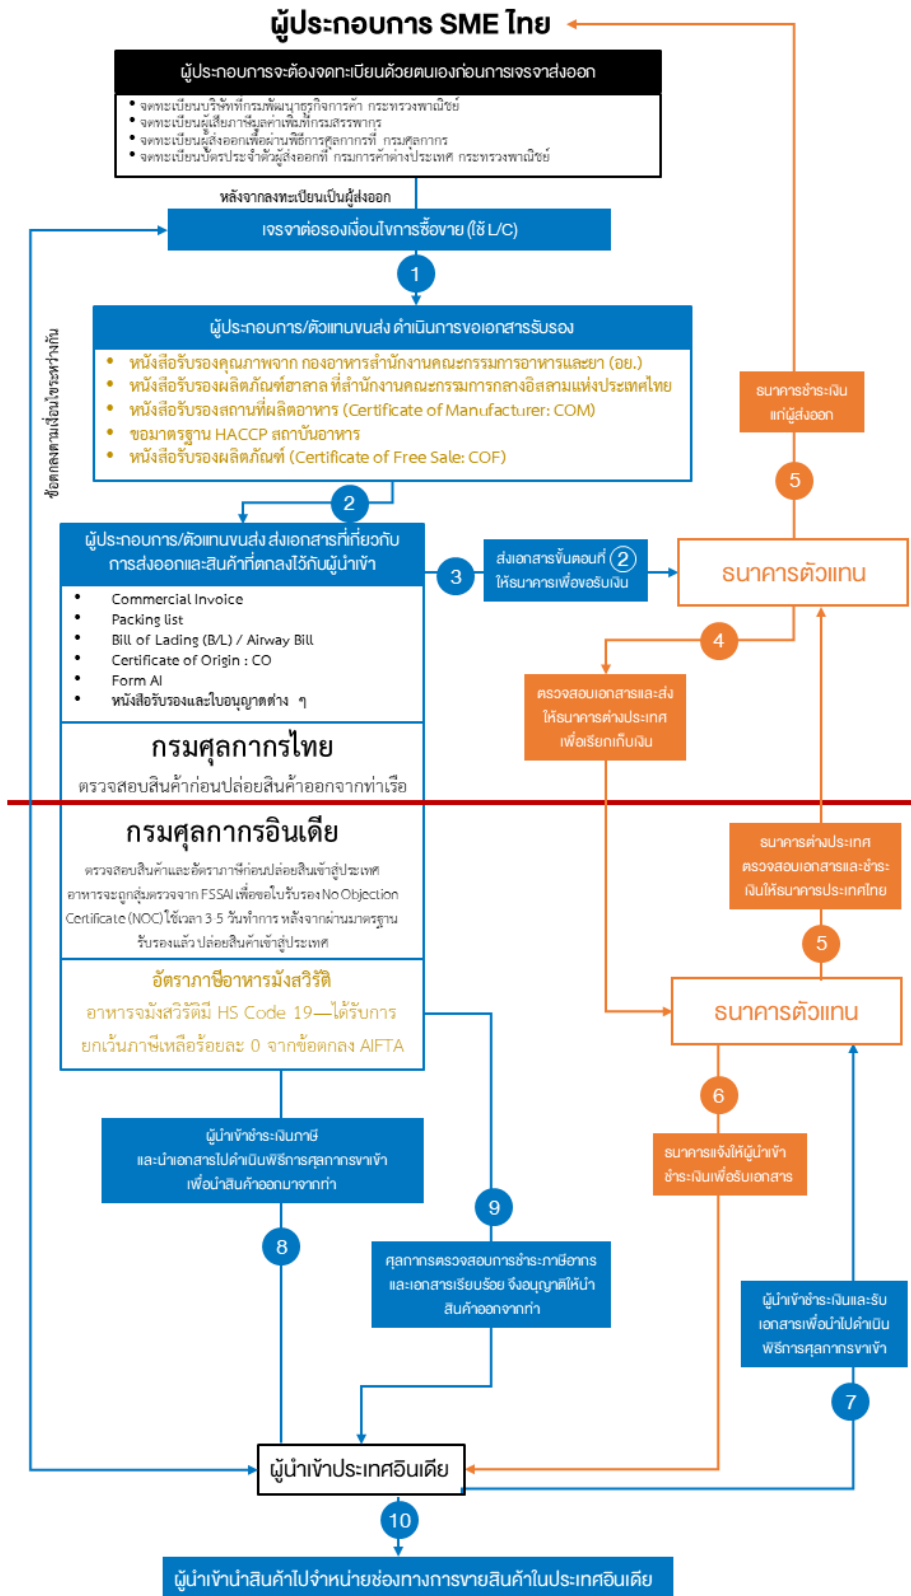 ผู้ประกอบการ SME ไทย
ผู้ประกอบการจะต้องจดทะเบียนด้วยตนเองก่อนการเจรจาส่งออก
• จดทะเบียนบริษัทที่กรมพัฒนาธุรกิจการค้า กระทรวงพาณิชย์
• จดทะเบียนผู้เสียภาษีมูลค่าเพิ่มที่กรมสรรพากร
• จดทะเบียนผู้ส่งออกเพื่อผ่านพิธีการศุลกากรที่ กรมศุลกากร
• จดทะเบียนบัตรประจำตัวผู้ส่งออกที่ กรมการค้าต่างประเทศ กระทรวงพาณิชย์
หลังจากลงทะเบียนเป็นผู้ส่งออก
เจรจาต่อรองเงื่อนไขการซื้อขาย (ใช้ L/C)
1
ข้อตกลงตามเงื่อนไขระหว่างกัน
ผู้ประกอบการ/ตัวแทนขนส่ง ดำเนินการขอเอกสารรับรอง
• หนังสือรับรองคุณภาพจาก กองอาหารสำนักงานคณะกรรมการอาหารและยา (อย.)
• หนังสือรับรองผลิตภัณฑ์ฮาลาล ที่สำนักงานคณะกรรมการกลางอิสลามแห่งประเทศไทย
• หนังสือรับรองสถานที่ผลิตอาหาร (Certificate of Manufacturer: COM)
• ขอมาตรฐาน HACCP สถาบันอาหาร
• หนังสือรับรองผลิตภัณฑ์ (Certificate of Free Sale: COF)
ธนาคารชำระเงิน
แก่ผู้ส่งออก
5
2
ผู้ประกอบการ/ตัวแทนขนส่ง ส่งเอกสารที่เกี่ยวกับ
การส่งออกและสินค้าที่ตกลงไว้กับผู้นำเข้า
3
ส่งเอกสารขั้นตอนที่ 2
ให้ธนาคารเพื่อขอรับเงิน
ธนาคารตัวแทน
• Commercial Invoice
• Packing list
• Bill of Lading (B/L) / Airway Bill
• Certificate of Origin : CO
• Form AI
• หนังสือรับรองและใบอนุญาตต่าง ๆ
4
ตรวจสอบเอกสารและส่ง
ให้ธนาคารต่างประเทศ
เพื่อเรียกเก็บเงิน
กรมศุลกากรไทย
ตรวจสอบสินค้าก่อนปล่อยสินค้าออกจากท่าเรือ
กรมศุลกากรอินเดีย
ตรวจสอบสินค้าและอัตราภาษีก่อนปล่อยสินเข้าสู่ประเทศ
อาหารจะถูกสุ่มตรวจจาก FSSAI เพื่อขอใบรับรอง No Objection
Certificate (NOC) ใช้เวลา 3-5 วันทำการ หลังจากผ่านมาตรฐาน
รับรองแล้ว ปล่อยสินค้าเข้าสู่ประเทศ
ธนาคารต่างประเทศ
ตรวจสอบเอกสารและชำระ
เงินให้ธนาคารประเทศไทย
5
อัตราภาษีอาหารมังสวิรัติ
อาหารจมังสวิรัติมี HS Code 19—ได้รับการ
ยกเว้นภาษีเหลือร้อยละ 0 จากข้อตกลง AIFTA
ธนาคารตัวแทน
6
ธนาคารแจ้งให้ผู้นำเข้า
ชำระเงินเพื่อรับเอกสาร
ผู้นำเข้าชำระเงินภาษี
และนำเอกสารไปดำเนินพิธีการศุลกากรขาเข้า
เพื่อนำสินค้าออกมาจากท่า
8
9
ศุลกากรตรวจสอบการชำระภาษีอากร
และเอกสารเรียบร้อย จึงอนุญาติให้นำ
สินค้าออกจากท่า
ผู้นำเข้าชำระเงินและรับ
เอกสารเพื่อนำไปดำเนิน
พิธีการศุลกากรขาเข้า
7
ผู้นำเข้าประเทศอินเดีย
10
ผู้นำเข้านำสินค้าไปจำหน่ายช่องทางการขายสินค้าในประเทศอินเดีย